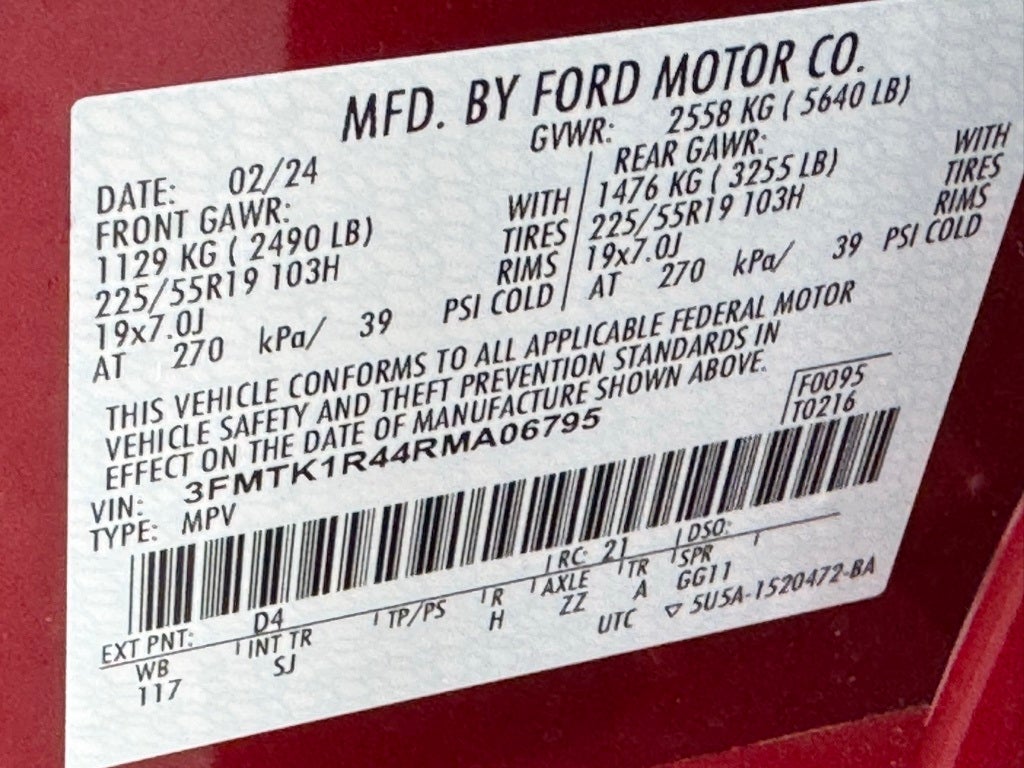 MFD. BY FORD MOTOR CO.
DATE: 02/24 GVWR: 2558 KG ( 5640 LB)
FRONT GAWR: REAR GAWR:
1129 KG ( 2490 LB) WITH 1476 KG ( 3255 LB) WITH
225/55R19 103H TIRES 225/55R19 103H TIRES
19x7.0J RIMS 19x7.0J RIMS
AT 270 kPa/ 39 PSI COLD AT 270 kPa/ 39 PSI COLD
THIS VEHICLE CONFORMS TO ALL APPLICABLE FEDERAL MOTOR
VEHICLE SAFETY AND THEFT PREVENTION STANDARDS IN
EFFECT ON THE DATE OF MANUFACTURE SHOWN ABOVE.
VIN: 3FMTK1R44RMA06795 F0095
TYPE: MPV T0216
EXT PNT: D4 RC: 21 DSO:
WB INT TR TP/PS R AXLE TR SPR
117 SJ H ZZ A GG11
UTC ▽ 5U5A-1520472-BA